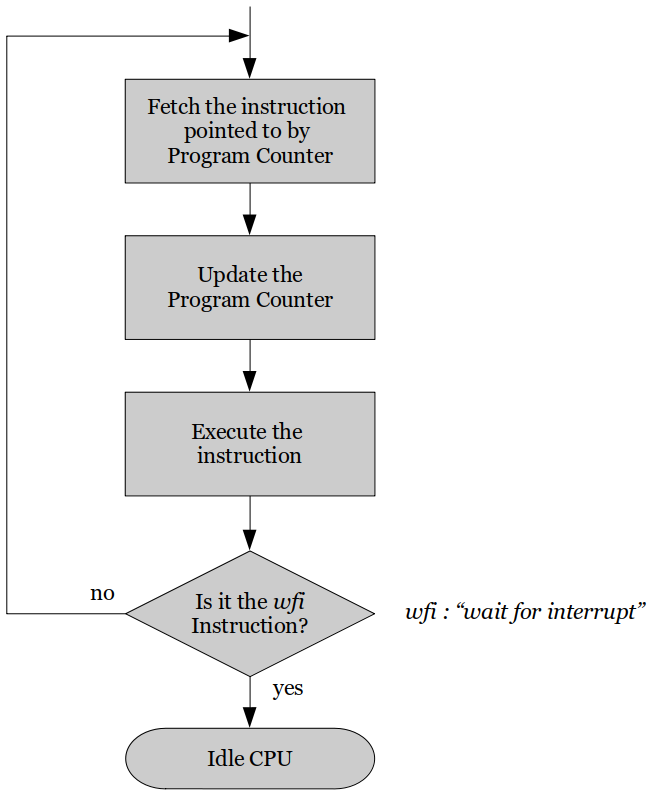 Fetch the instruction
pointed to by
Program Counter
Update the
Program Counter
Execute the
instruction
no
Is it the wfi
Instruction?
wfi : “wait for interrupt”
yes
Idle CPU